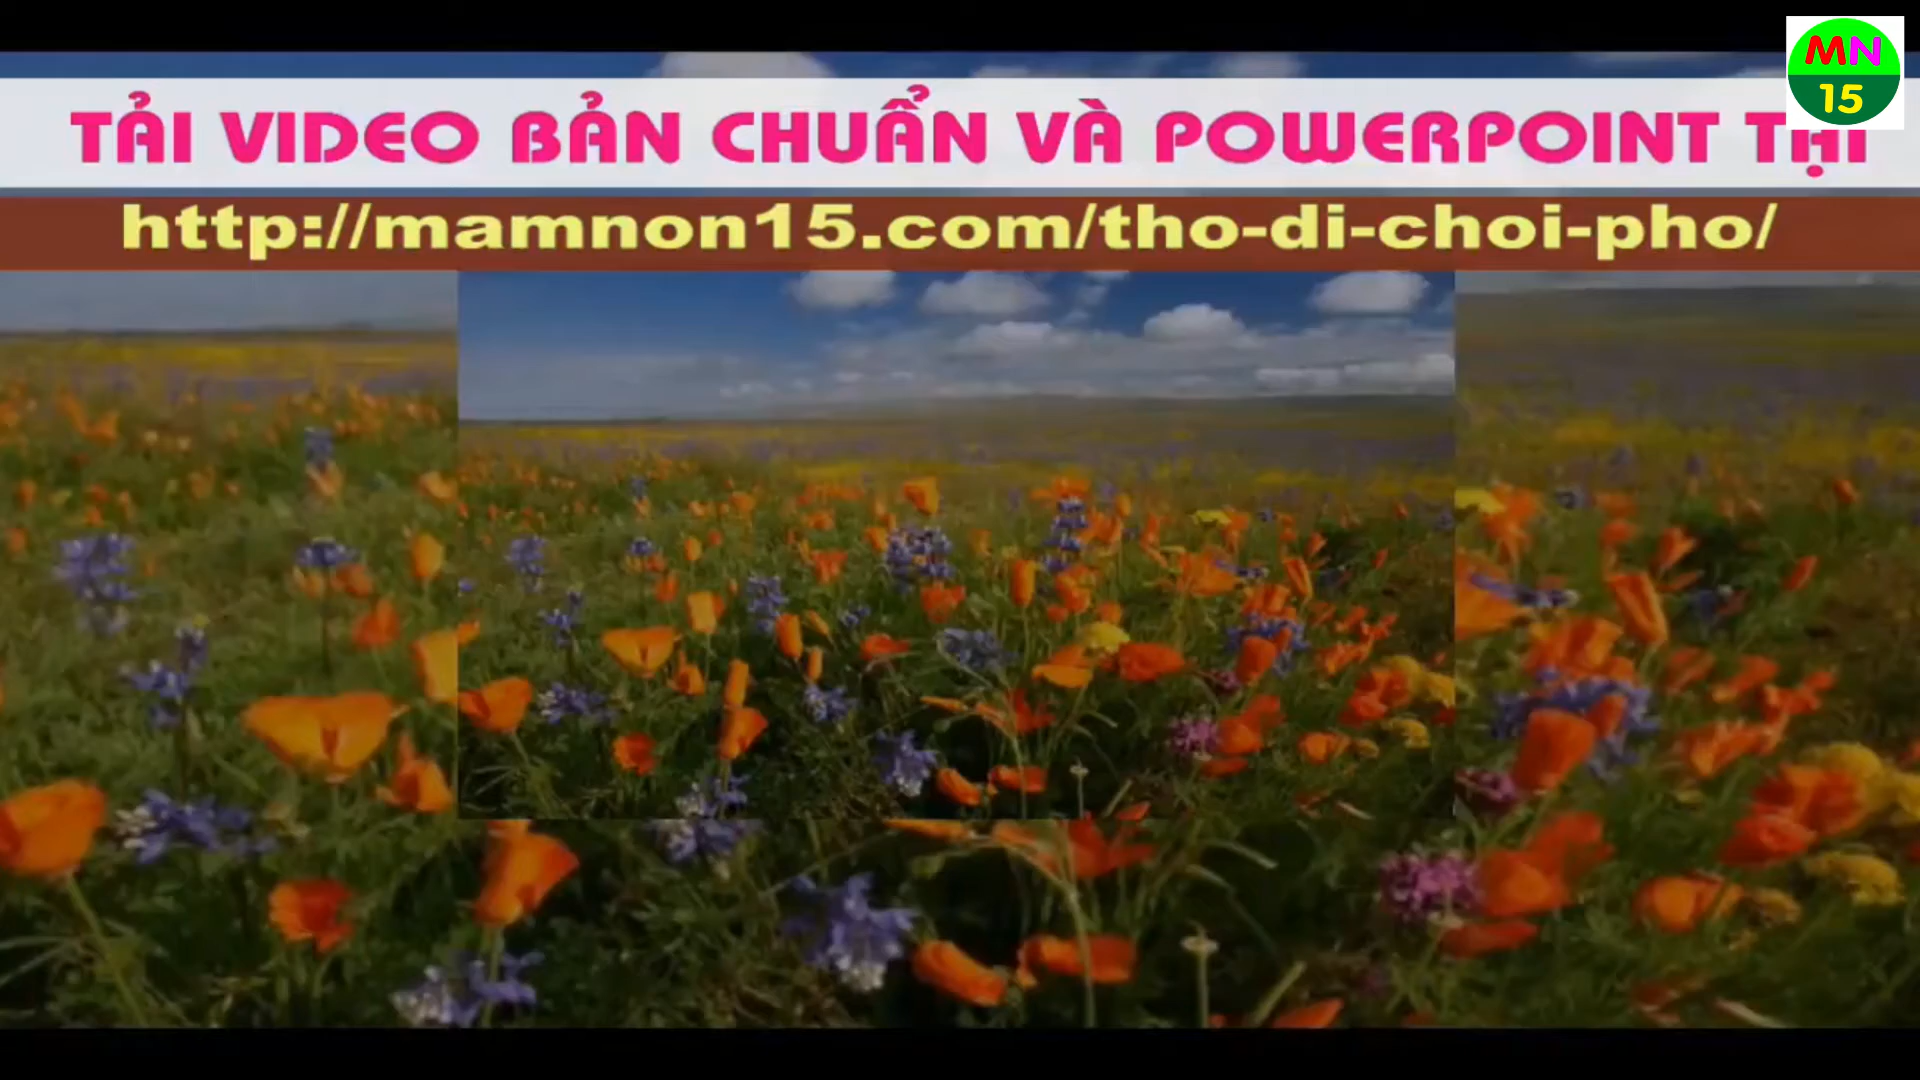 MN
15
TẢI VIDEO BẢN CHUẨN VÀ POWERPOINT TẠI
http://mamnon15.com/tho-di-choi-pho/